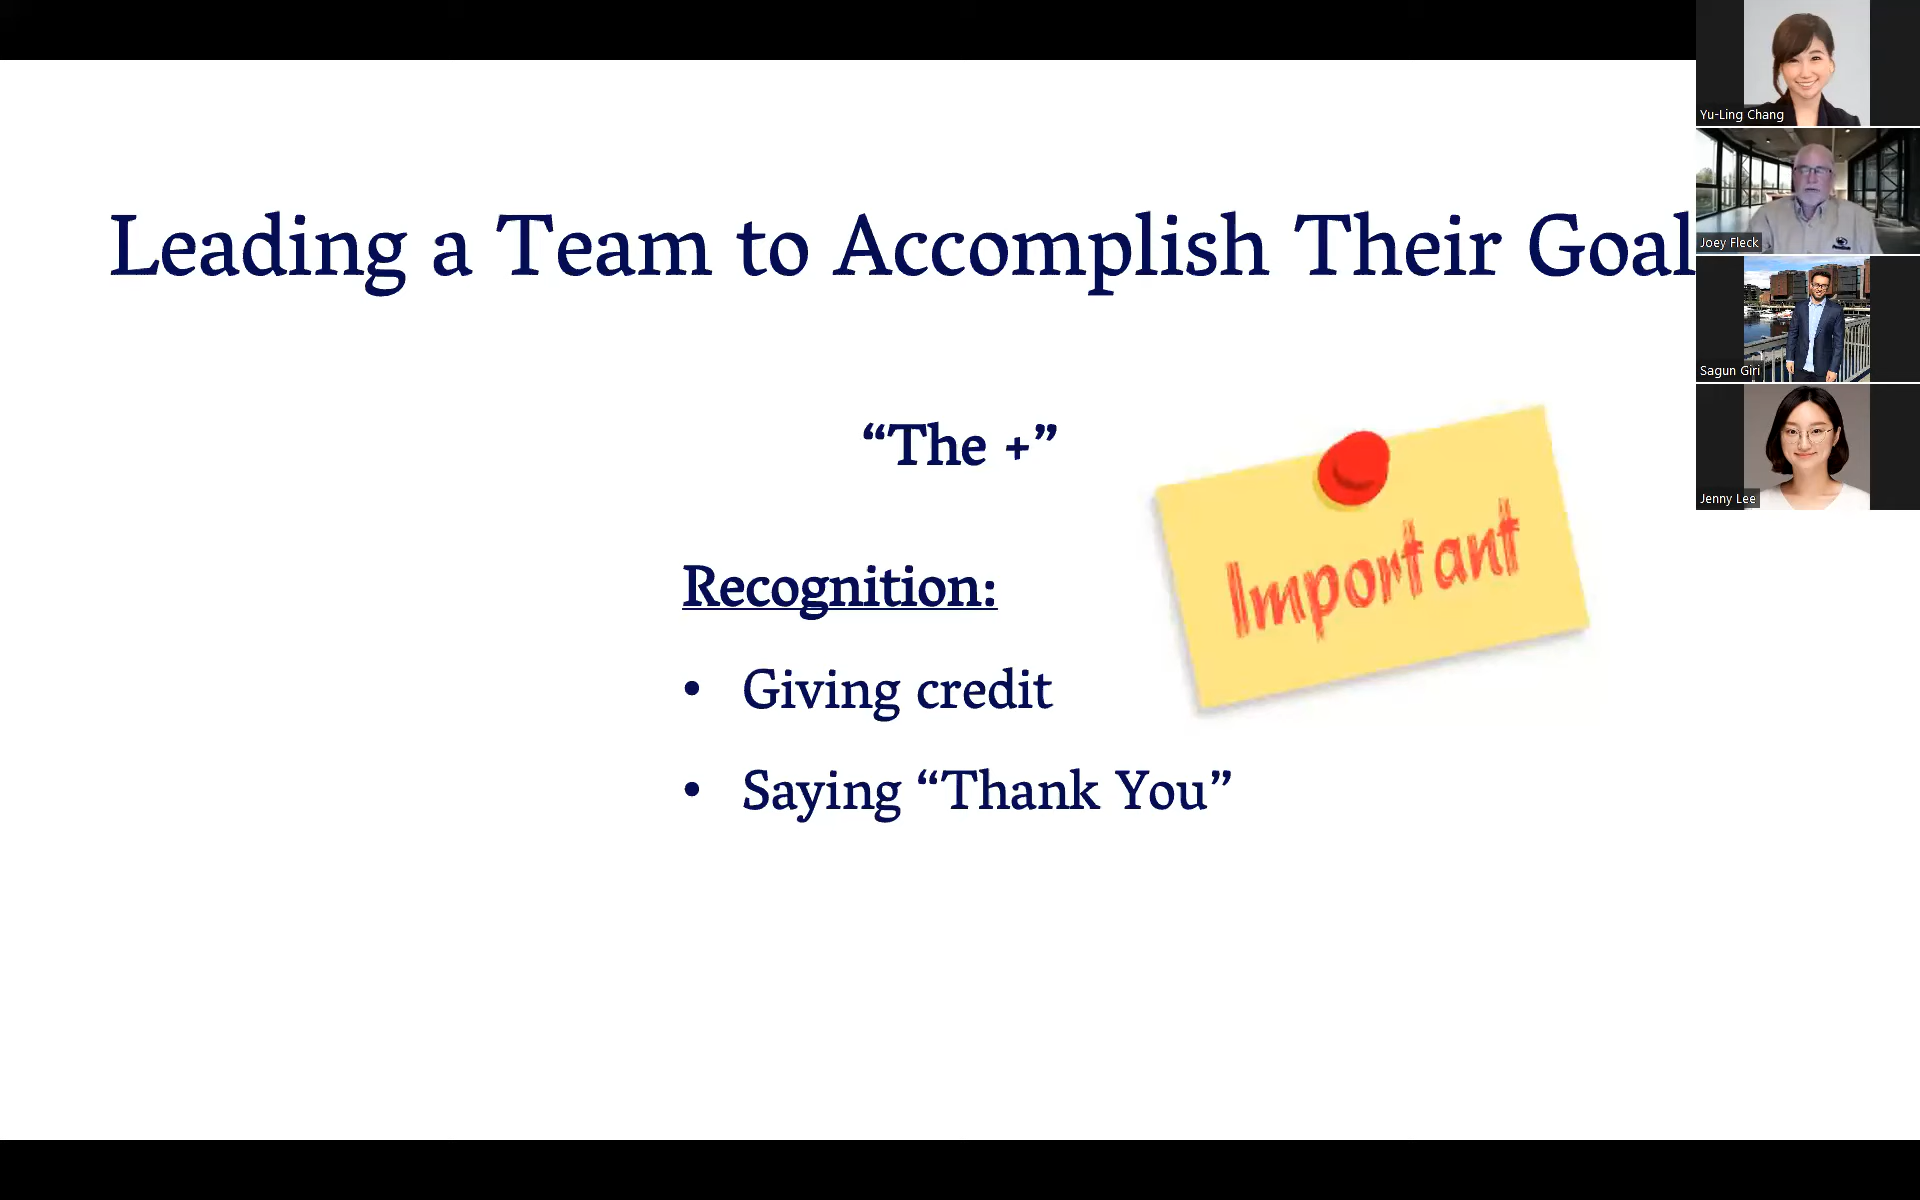 Leading a Team to Accomplish Their Goal
“The +”
Important
Recognition:
• Giving credit
• Saying “Thank You”
Yu-Ling Chang
Joey Fleck
Sagun Giri
Jenny Lee